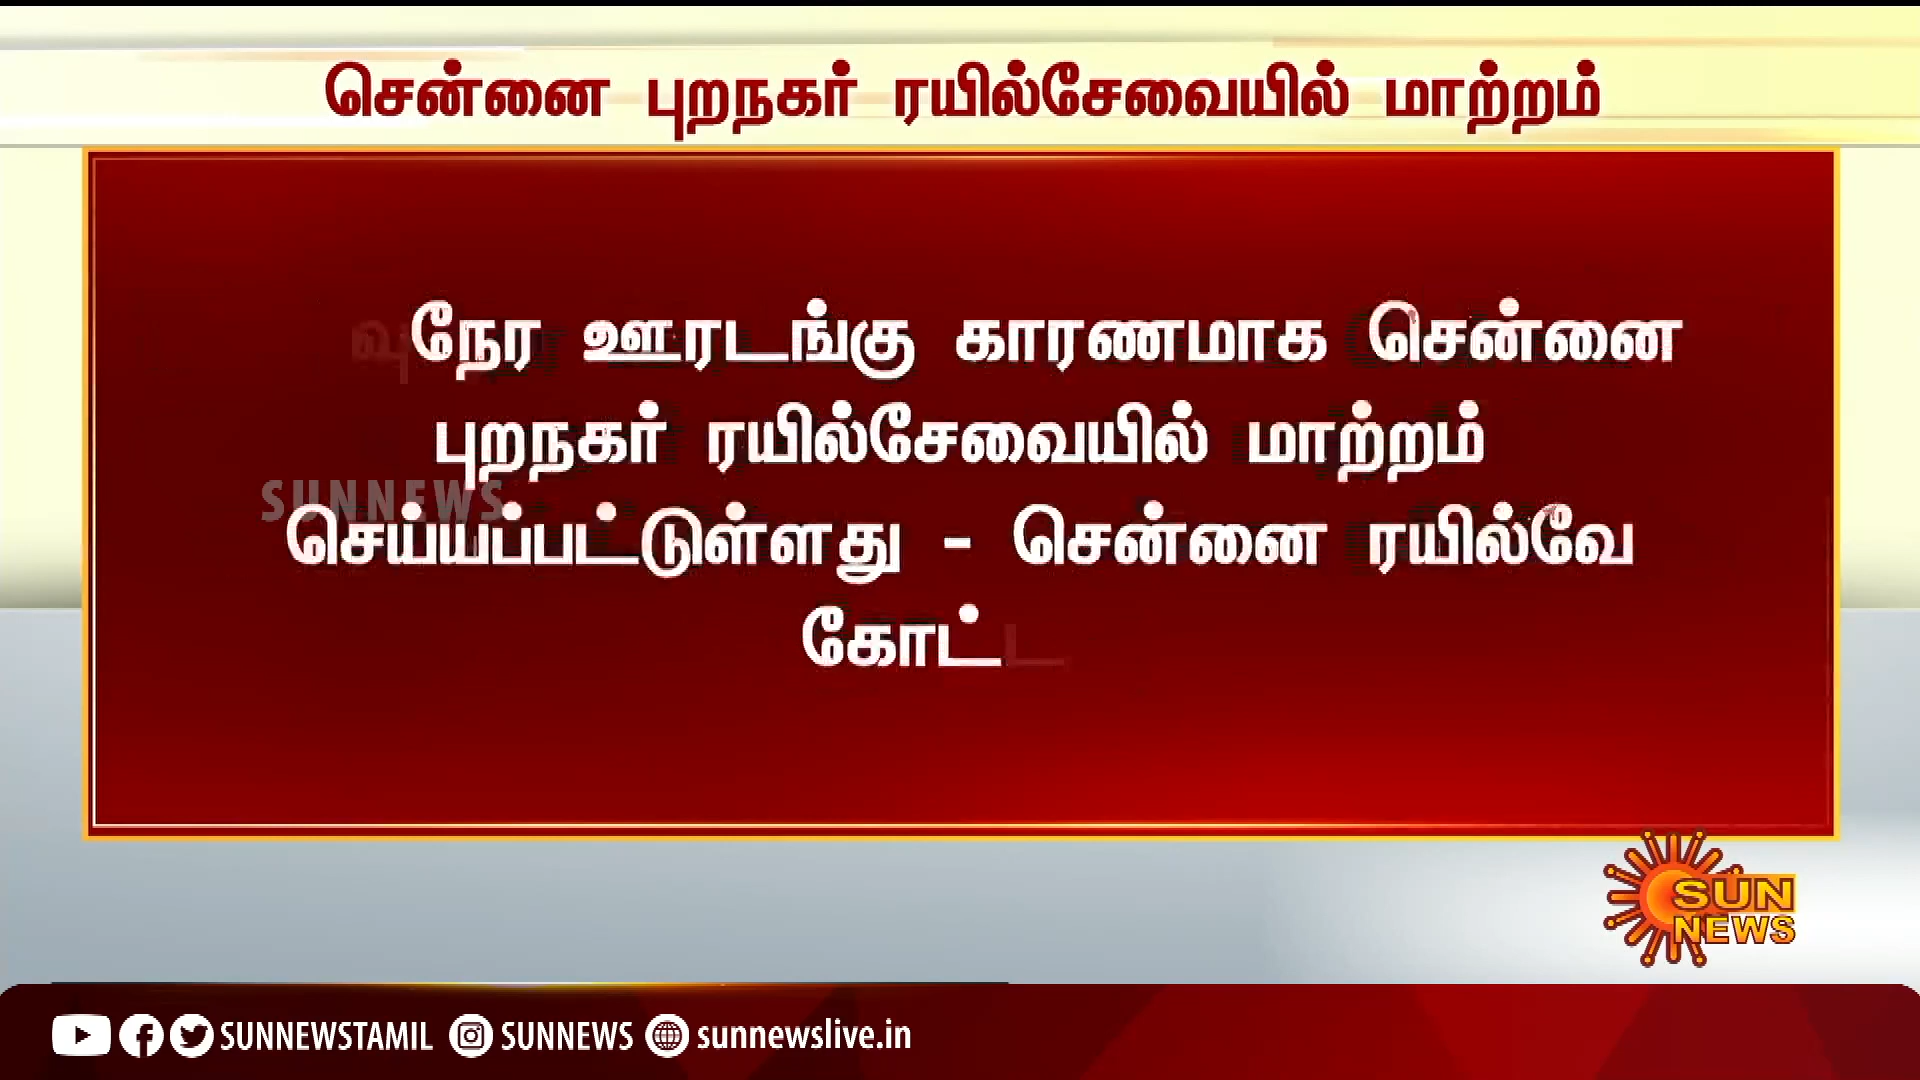 சென்னை புறநகர் ரயில்சேவையில் மாற்றம்
நேர ஊரடங்கு காரணமாக சென்னை
புறநகர் ரயில்சேவையில் மாற்றம்
SUNNEWS
செய்யப்பட்டுள்ளது - சென்னை ரயில்வே
கோட்ட
SUN
NEWS
SUNNEWSTAMIL SUNNEWS sunnewslive.in